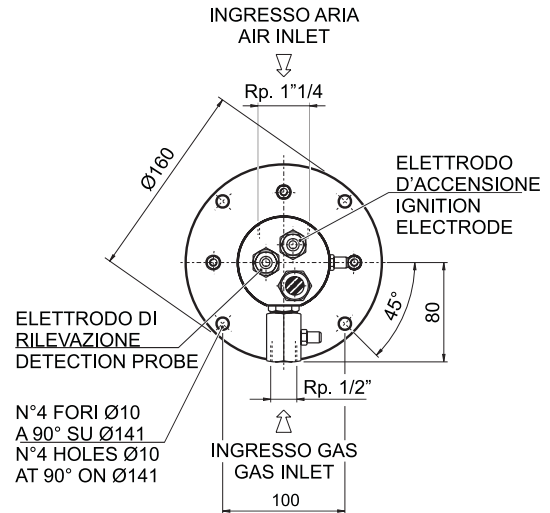 INGRESSO ARIA
AIR INLET
Rp. 1"1/4
Ø160
ELETTRODO
D'ACCENSIONE
IGNITION
ELECTRODE
45°
80
ELETTRODO DI
RILEVAZIONE
DETECTION PROBE
Rp. 1/2"
N°4 FORI Ø10
A 90° SU Ø141
N°4 HOLES Ø10
AT 90° ON Ø141
INGRESSO GAS
GAS INLET
100